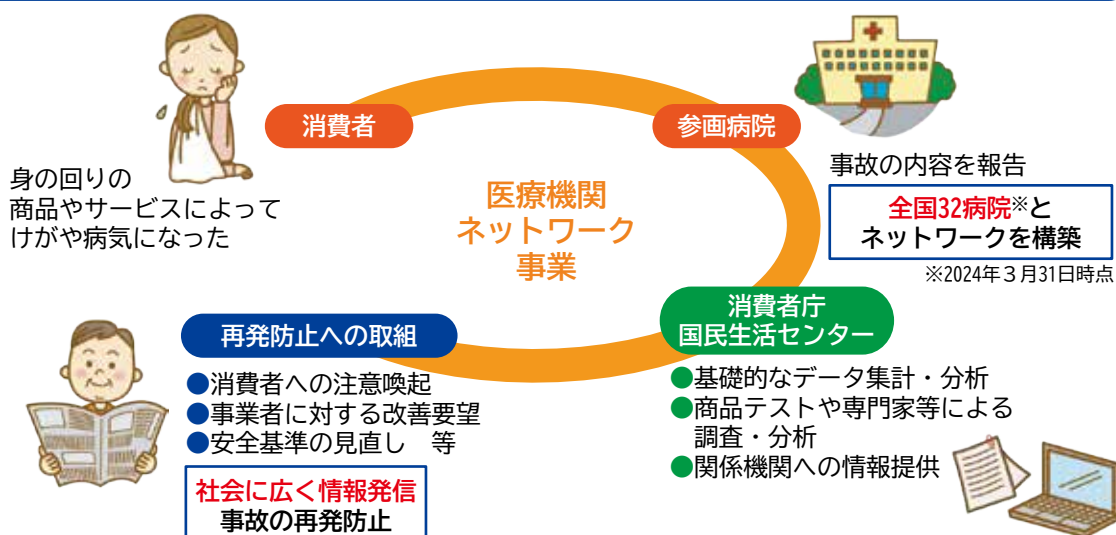 消費者
参画病院
身の回りの
商品やサービスによって
けがや病気になった
医療機関
ネットワーク
事業
事故の内容を報告
全国32病院※と
ネットワークを構築
※2024年３月31日時点
消費者庁
国民生活センター
●基礎的なデータ集計・分析
●商品テストや専門家等による
調査・分析
●関係機関への情報提供
再発防止への取組
●消費者への注意喚起
●事業者に対する改善要望
●安全基準の見直し　等
社会に広く情報発信
事故の再発防止